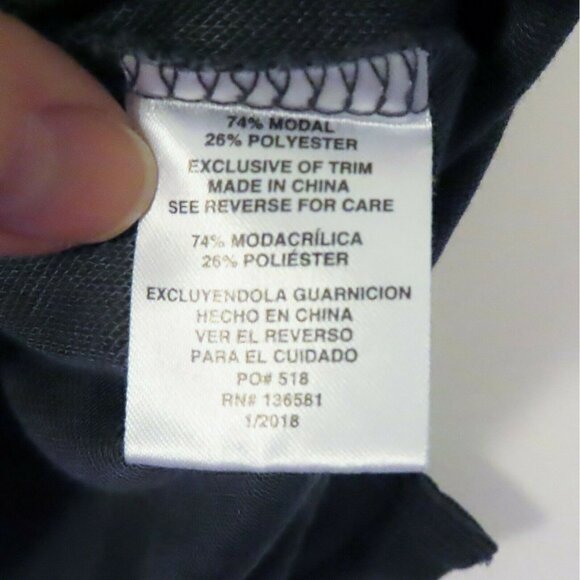 74% MODAL
26% POLYESTER
EXCLUSIVE OF TRIM
MADE IN CHINA
SEE REVERSE FOR CARE
74% MODACRÍLICA
26% POLIÉSTER
EXCLUYENDOLA GUARNICION
HECHO EN CHINA
VER EL REVERSO
PARA EL CUIDADO
PO# 518
RN# 136581
1/2018